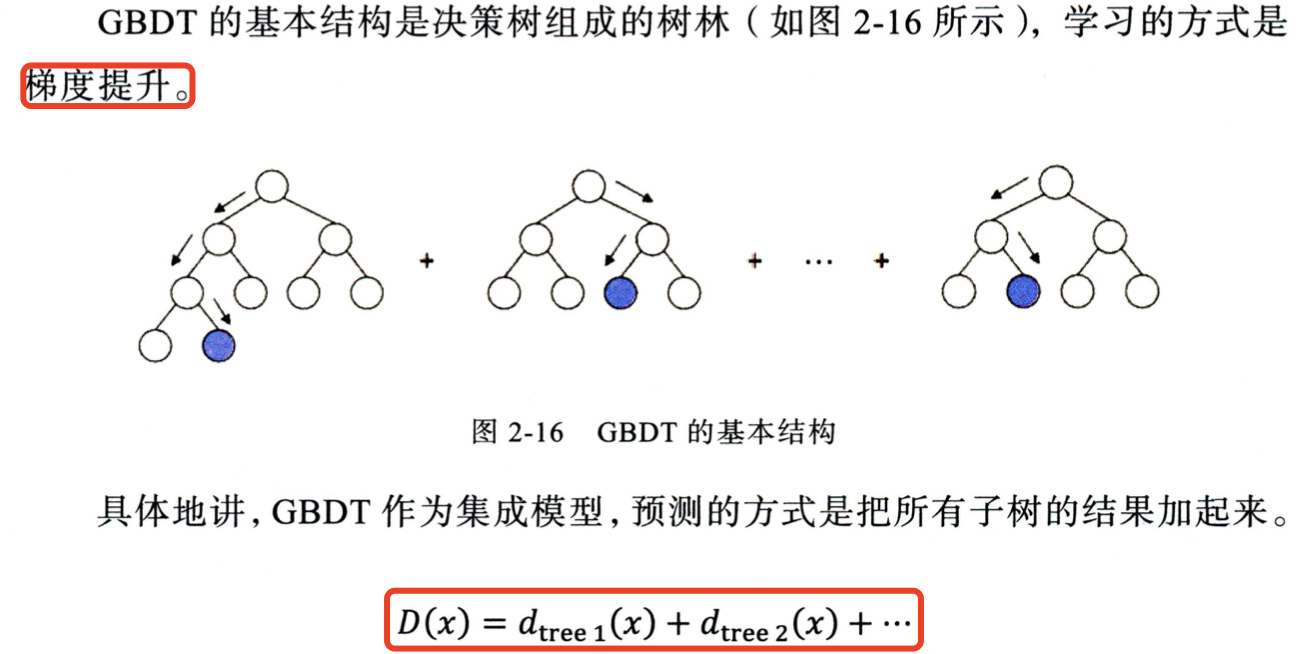 GBDT 的基本结构是决策树组成的树林（如图 2-16 所示），学习的方式是
梯度提升。
+ + … +
图 2-16 GBDT 的基本结构
具体地讲，GBDT 作为集成模型，预测的方式是把所有子树的结果加起来。
D(x) = d_{tree 1}(x) + d_{tree 2}(x) + ⋯